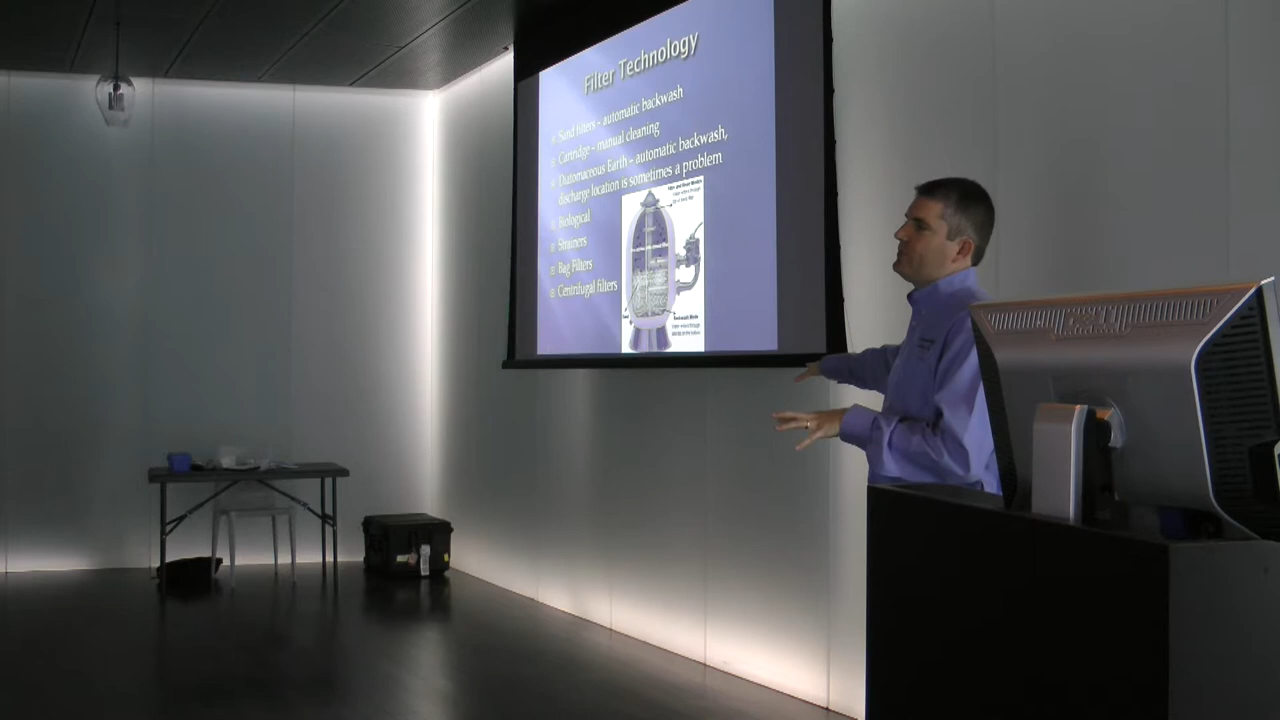 Filter Technology
Sand filters - automatic backwash
Cartridge - manual cleaning
Diatomaceous Earth - automatic backwash,
discharge location is sometimes a problem
Biological
Strainers
Bag Filters
Centrifugal filters